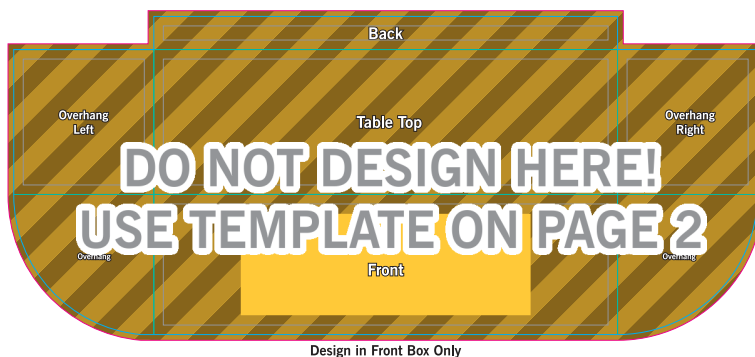 Back
Overhang
Left
Table Top
Overhang
Right
DO NOT DESIGN HERE!
USE TEMPLATE ON PAGE 2
Overhang
Overhang
Front
Design in Front Box Only